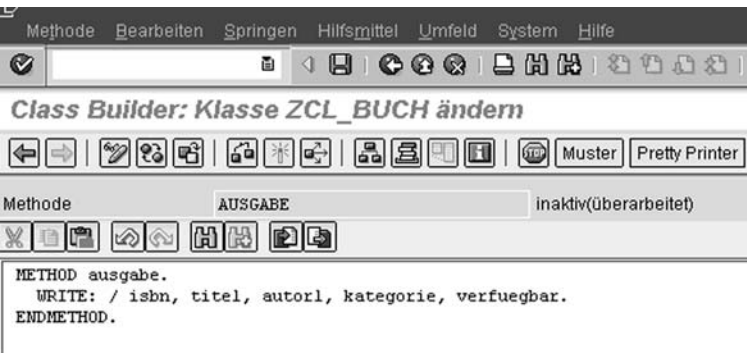 Methode Bearbeiten Springen Hilfsmittel Umfeld System Hilfe
Class Builder: Klasse ZCL_BUCH ändern
STOP Muster Pretty Printer
Methode AUSGABE inaktiv(überarbeitet)
METHOD ausgabe.
WRITE: / isbn, titel, autor1, kategorie, verfuegbar.
ENDMETHOD.